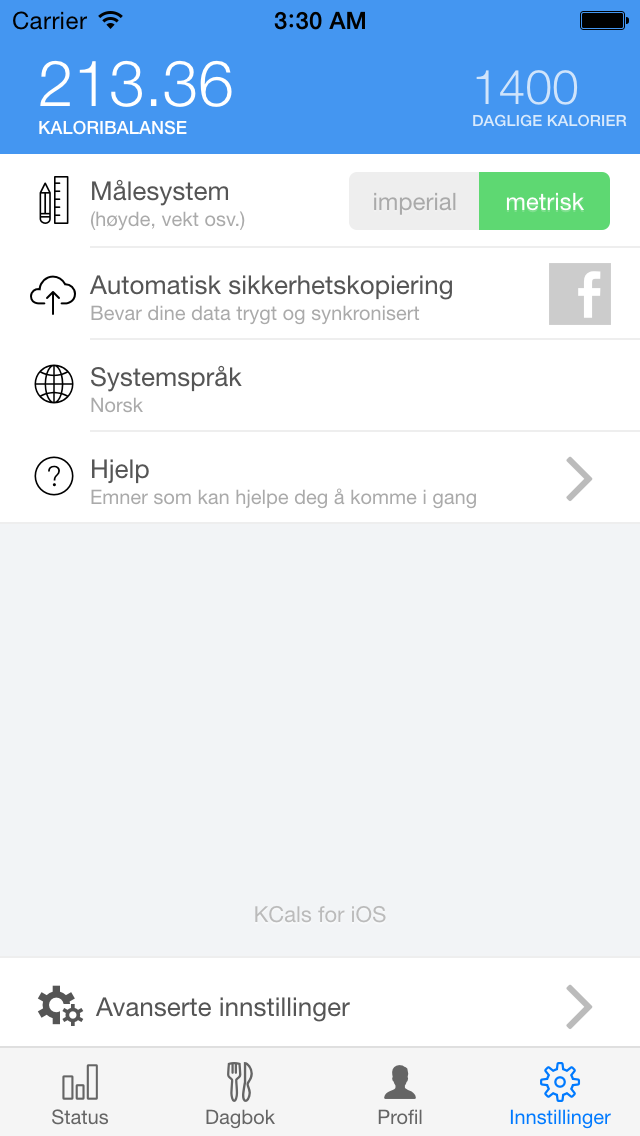 Carrier 3:30 AM
213.36 1400
KALORIBALANSE DAGLIGE KALORIER
Målesystem
(høyde, vekt osv.)
imperial metrisk
Automatisk sikkerhetskopiering
Bevar dine data trygt og synkronisert
f
Systemspråk
Norsk
?
Hjelp
Emner som kan hjelpe deg å komme i gang
KCals for iOS
Avanserte innstillinger
Status Dagbok Profil Innstillinger